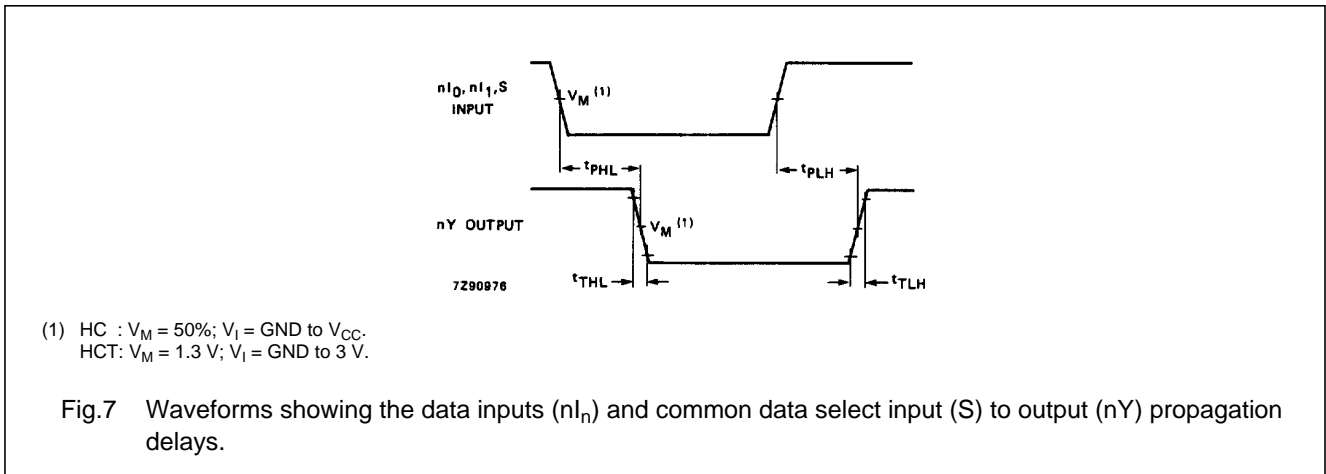 nI0, nI1, S
INPUT
VM (1)
tPHL
tPLH
nY OUTPUT
VM (1)
tTHL
tTLH
7Z90976
(1) HC : VM = 50%; VI = GND to VCC.
HCT: VM = 1.3 V; VI = GND to 3 V.
Fig.7 Waveforms showing the data inputs (nIn) and common data select input (S) to output (nY) propagation
delays.